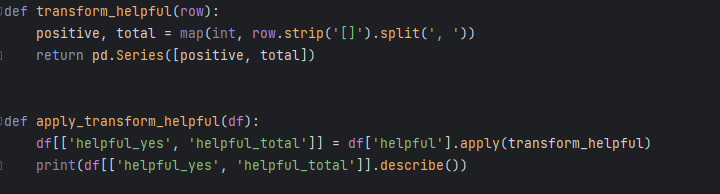 def transform_helpful(row):
    positive, total = map(int, row.strip('[]').split(', '))
    return pd.Series([positive, total])
def apply_transform_helpful(df):
    df[['helpful_yes', 'helpful_total']] = df['helpful'].apply(transform_helpful)
    print(df[['helpful_yes', 'helpful_total']].describe())